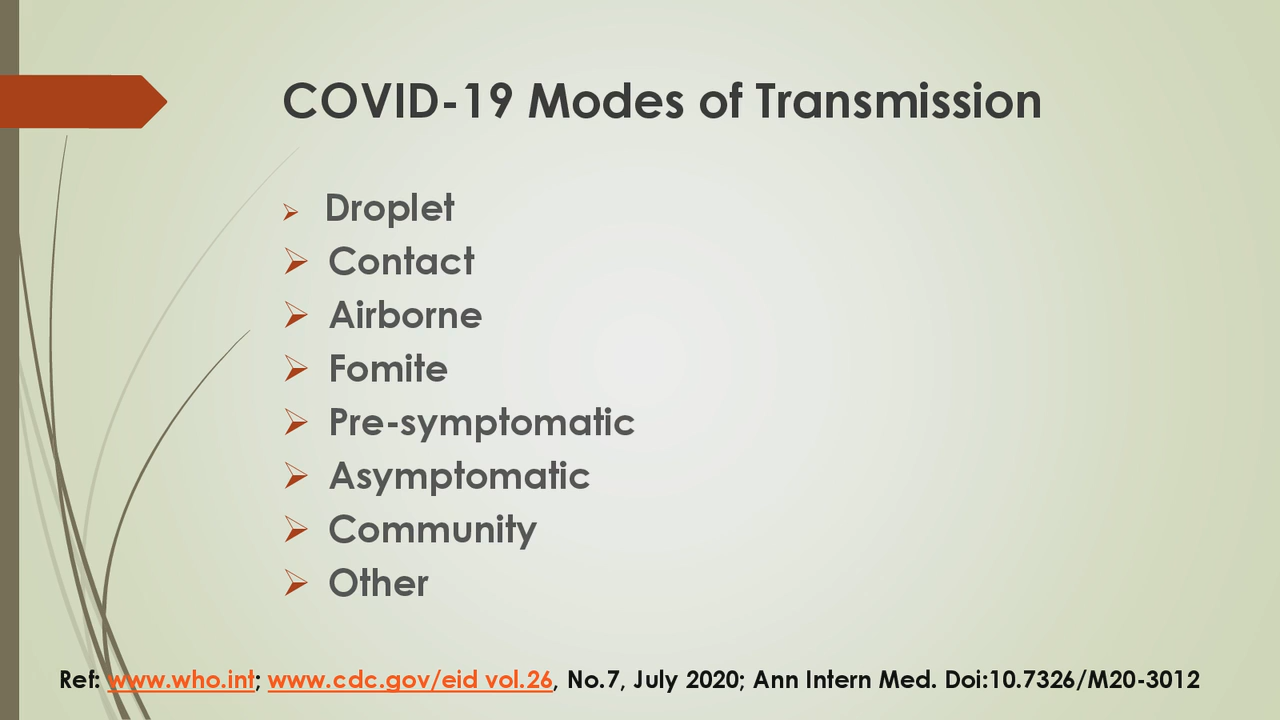 COVID-19 Modes of Transmission
Droplet
Contact
Airborne
Fomite
Pre-symptomatic
Asymptomatic
Community
Other
Ref: www.who.int; www.cdc.gov/eid vol.26, No.7, July 2020; Ann Intern Med. Doi:10.7326/M20-3012